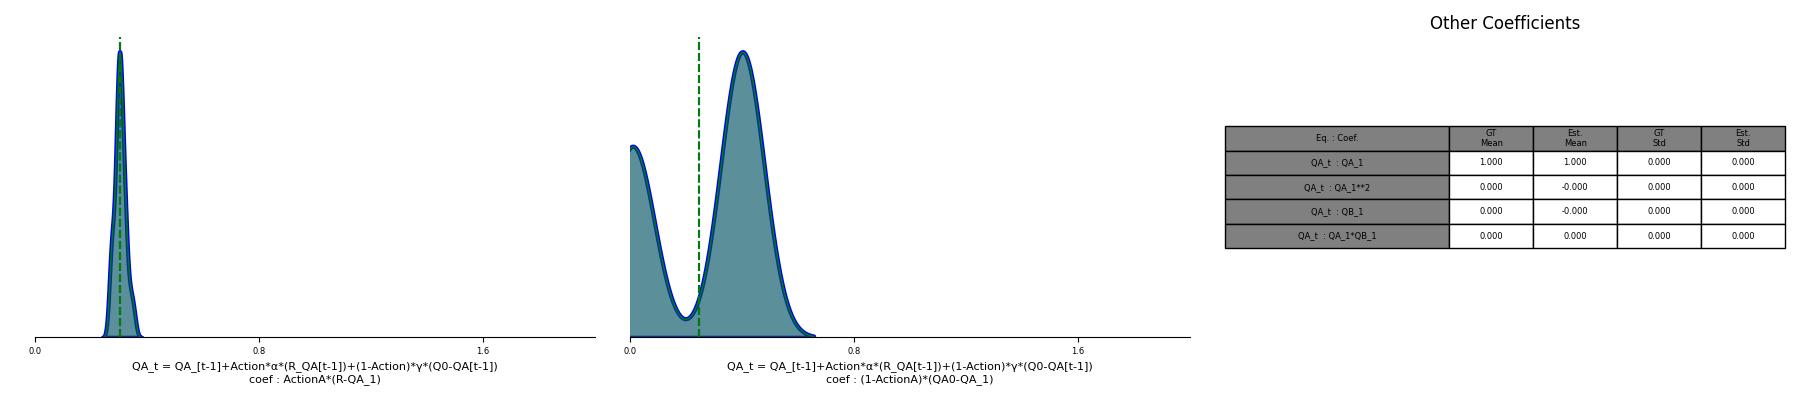 Other Coefficients
Eq. : Coef. GT Mean Est. Mean GT Std Est. Std
QA_t : QA_1 1.000 1.000 0.000 0.000
QA_t : QA_1**2 0.000 -0.000 0.000 0.000
QA_t : QB_1 0.000 -0.000 0.000 0.000
QA_t : QA_1*QB_1 0.000 0.000 0.000 0.000
0.0 0.8 1.6
QA_t = QA_[t-1]+Action*α*(R_QA[t-1])+(1-Action)*γ*(Q0-QA[t-1])
coef : ActionA*(R-QA_1)
0.0 0.8 1.6
QA_t = QA_[t-1]+Action*α*(R_QA[t-1])+(1-Action)*γ*(Q0-QA[t-1])
coef : (1-ActionA)*(QA0-QA_1)